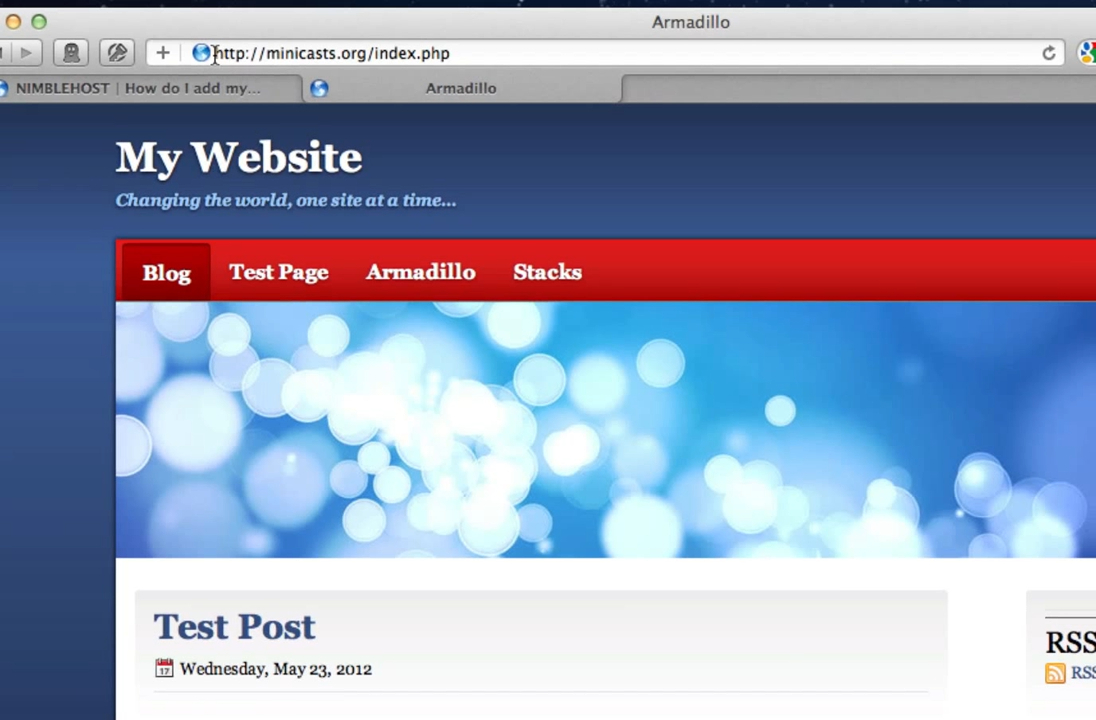 Armadillo
http://minicasts.org/index.php
NIMBLEHOST | How do I add my...
Armadillo
My Website
Changing the world, one site at a time...
Blog Test Page Armadillo Stacks
Test Post
17 Wednesday, May 23, 2012
RSS
RSS